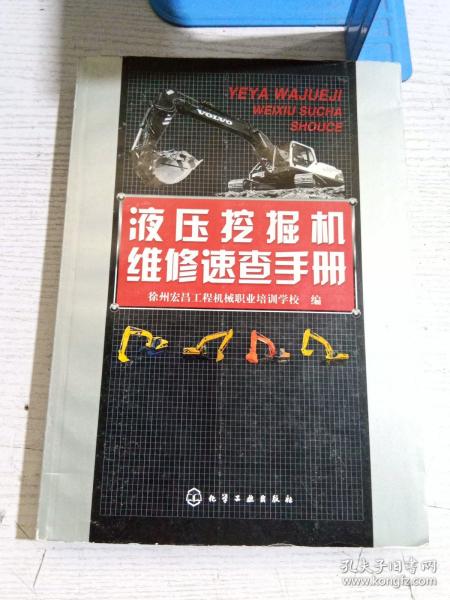 YEYA WAJUEJI
WEIXIU SUCHA
SHOUCE
VOLVO
液压挖掘机
维修速查手册
徐州宏昌工程机械职业培训学校 编
化学工业出版社
孔夫子旧书网
www.kongfz.com